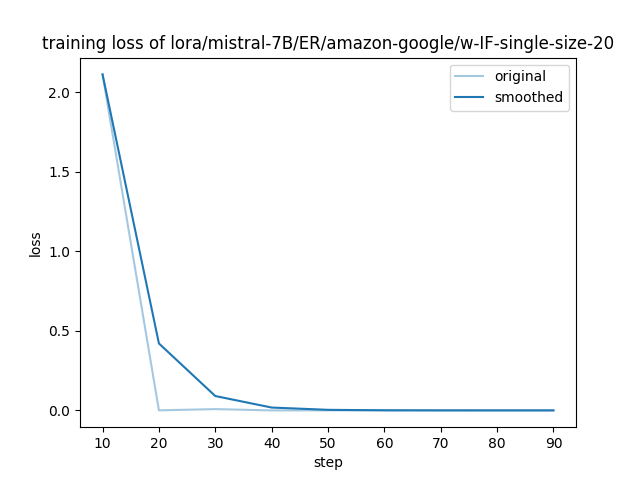 training loss of lora/mistral-7B/ER/amazon-google/w-IF-single-size-20
original
smoothed
2.0
1.5
1.0
0.5
0.0
loss
10 20 30 40 50 60 70 80 90
step